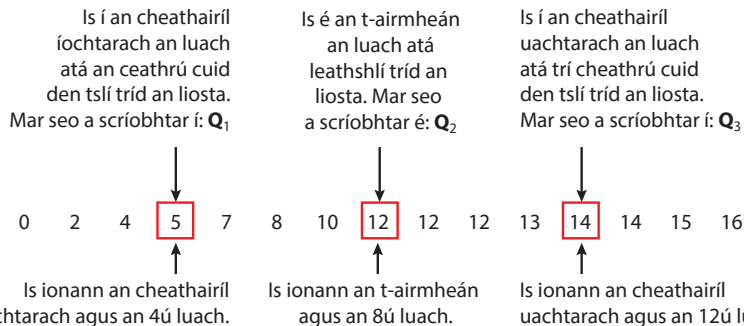 Is í an cheathairíl
íochtarach an luach
atá an ceathrú cuid
den tslí tríd an liosta.
Mar seo a scríobhtar í: Q₁
Is é an t-airmheán
an luach atá
leathshlí tríd an
liosta. Mar seo
a scríobhtar é: Q₂
Is í an cheathairíl
uachtarach an luach
atá trí cheathrú cuid
den tslí tríd an liosta.
Mar seo a scríobhtar í: Q₃
0 2 4 5 7 8 10 12 12 12 13 14 14 15 16
Is ionann an cheathairíl
agus an 4ú luach.
Is ionann an t-airmheán
agus an 8ú luach.
Is ionann an cheathairíl
uachtarach agus an 12ú